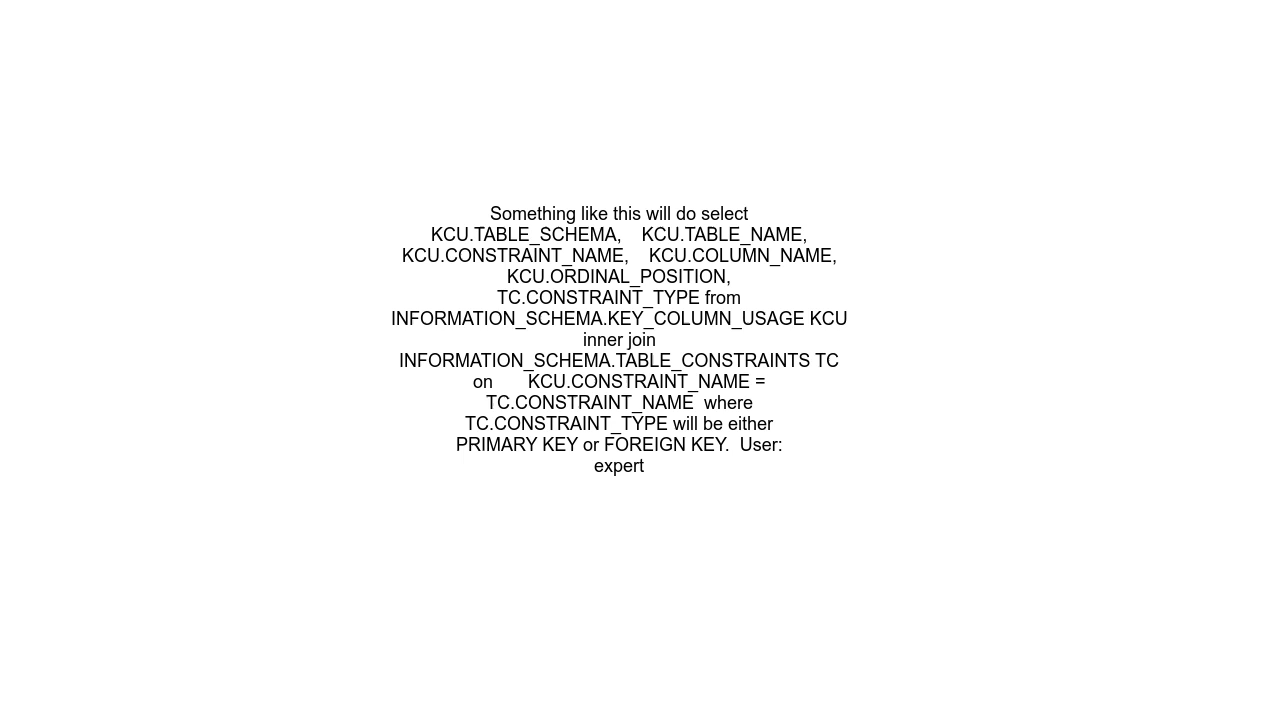 Something like this will do select
KCU.TABLE_SCHEMA,    KCU.TABLE_NAME,
KCU.CONSTRAINT_NAME,    KCU.COLUMN_NAME,
KCU.ORDINAL_POSITION,
TC.CONSTRAINT_TYPE from
INFORMATION_SCHEMA.KEY_COLUMN_USAGE KCU
inner join
INFORMATION_SCHEMA.TABLE_CONSTRAINTS TC
on       KCU.CONSTRAINT_NAME =
TC.CONSTRAINT_NAME  where
TC.CONSTRAINT_TYPE will be either
PRIMARY KEY or FOREIGN KEY.  User:
expert